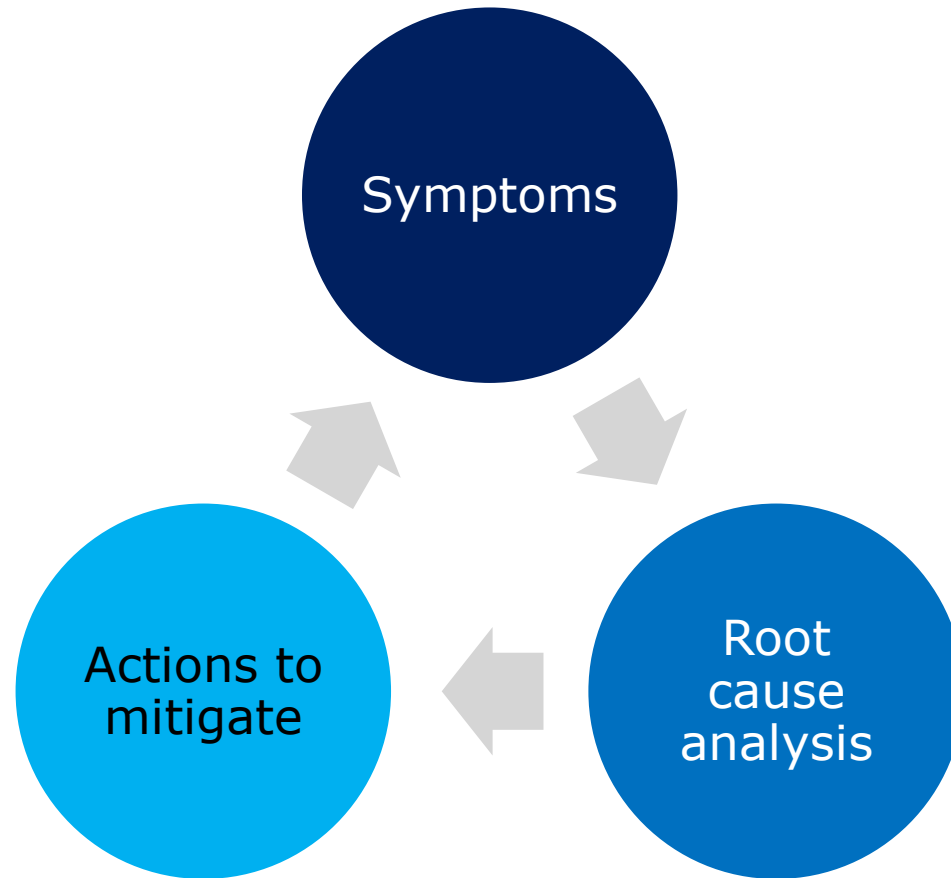 Symptoms
Root
cause
analysis
Actions to
mitigate